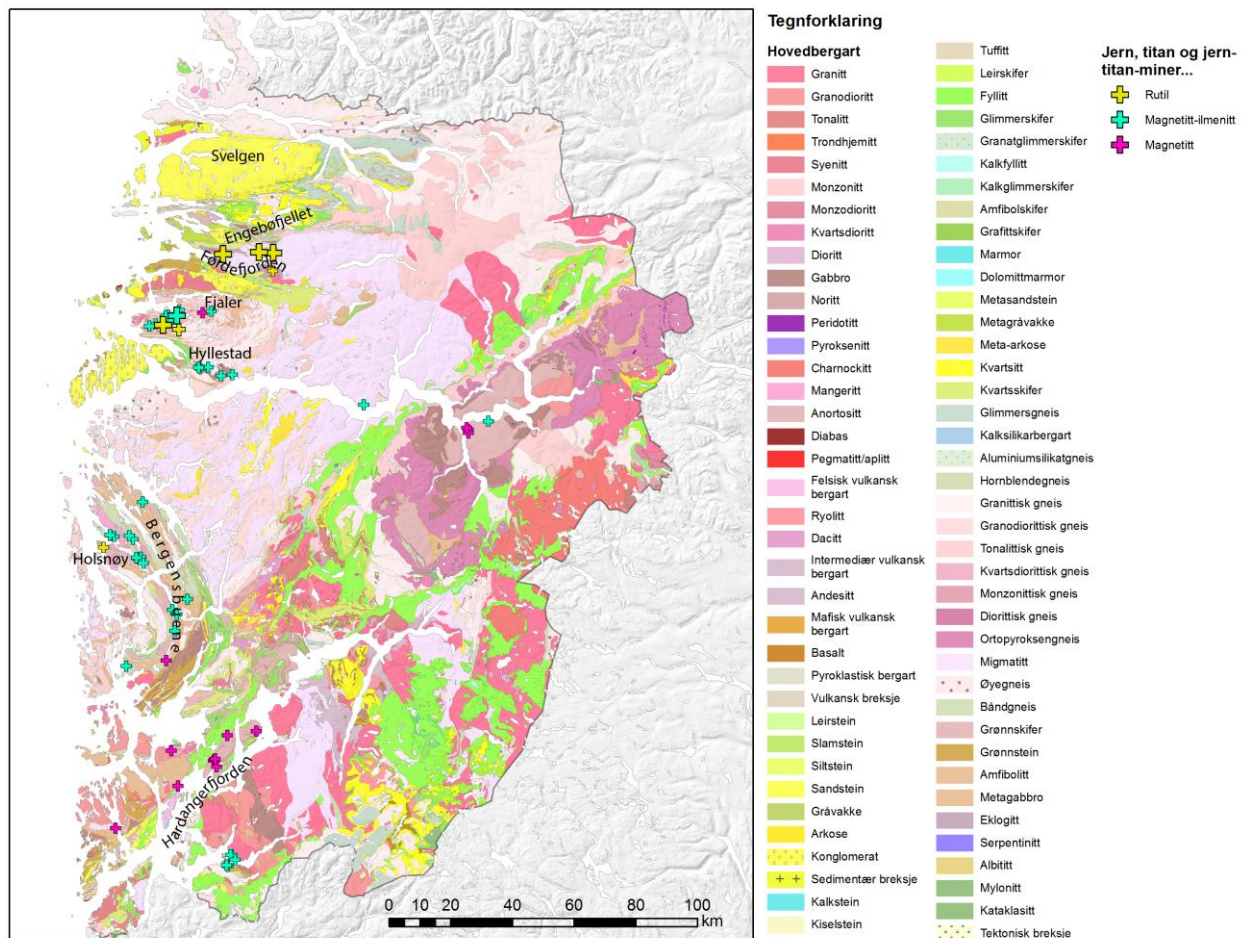 Svelgen
Engebøfjellet
Førdefjorden
Fjaler
Hyllestad
Holsnøy
Bergensbuene
Hardangerfjorden
0 20 40 60 80 100
km
Tegnforklaring
Hovedbergart
Granitt
Granodioritt
Tonalitt
Trondhjemitt
Syenitt
Monzonitt
Monzodioritt
Kvartsdioritt
Dioritt
Gabbro
Noritt
Peridotitt
Pyroksenitt
Charnockitt
Mangeritt
Anortositt
Diabas
Pegmatitt/aplitt
Felsisk vulkansk
bergart
Ryolitt
Dacitt
Intermediær vulkansk
bergart
Andesitt
Mafisk vulkansk
bergart
Basalt
Pyroklastisk bergart
Vulkansk breksje
Leirstein
Slamstein
Siltstein
Sandstein
Gråvakke
Arkose
Konglomerat
Sedimentær breksje
Kalkstein
Kiselstein
Tuffitt
Leirskifer
Fyllitt
Glimmerskifer
Granatglimmerskifer
Kalkfyllitt
Kalkglimmerskifer
Amfibolskifer
Grafittskifer
Marmor
Dolomittmarmor
Metasandstein
Metagråvakke
Meta-arkose
Kvartsitt
Kvartsskifer
Glimmersgneis
Kalksilikarbergart
Aluminiumsilikatgneis
Hornblendegneis
Granittisk gneis
Granodiorittisk gneis
Tonalittisk gneis
Kvartsdiorittisk gneis
Monzonittisk gneis
Diorittisk gneis
Ortopyroksengneis
Migmatitt
Øyegneis
Båndgneis
Grønnskifer
Grønnstein
Amfibolitt
Metagabbro
Eklogitt
Serpentinitt
Albititt
Mylonitt
Kataklasitt
Tektonisk breksje
Jern, titan og jern-
titan-miner...
Rutil
Magnetitt-ilmenitt
Magnetitt